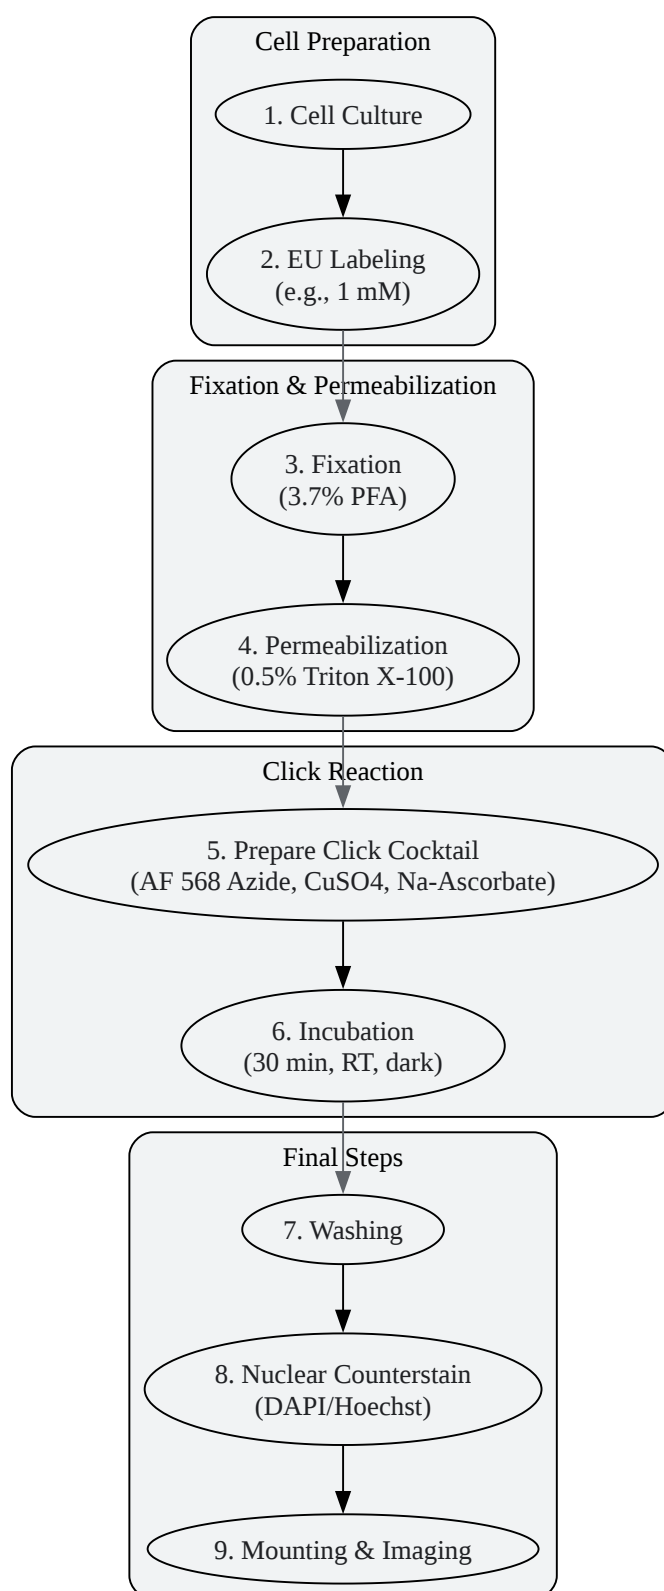 Cell Preparation
1. Cell Culture
2. EU Labeling
(e.g., 1 mM)
Fixation & Permeabilization
3. Fixation
(3.7% PFA)
4. Permeabilization
(0.5% Triton X-100)
Click Reaction
5. Prepare Click Cocktail
(AF 568 Azide, CuSO4, Na-Ascorbate)
6. Incubation
(30 min, RT, dark)
Final Steps
7. Washing
8. Nuclear Counterstain
(DAPI/Hoechst)
9. Mounting & Imaging